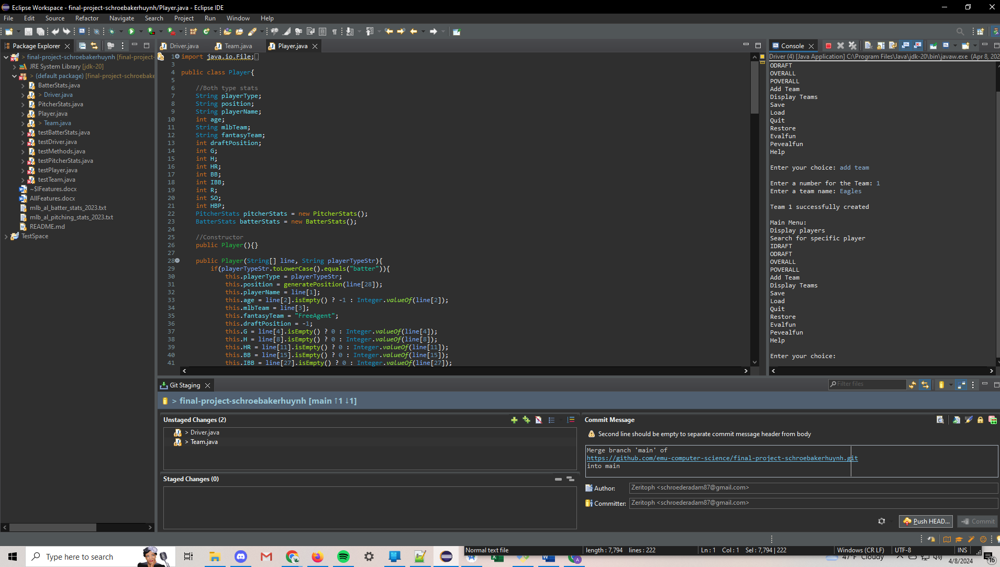 Eclipse Workspace - final-project-schroebakerhuynh/Player.java - Eclipse IDE
File Edit Source Refactor Navigate Search Project Run Window Help
Package Explorer
> final-project-schroebakerhuynh [final-project-
JRE System Library [jdk-20]
> (default package) [final-project-schroebake
BatterStats.java
> Driver.java
PitcherStats.java
Player.java
> Team.java
testBatterStats.java
testDriver.java
testMethods.java
testPitcherStats.java
testPlayer.java
testTeam.java
~$lFeatures.docx
AllFeatures.docx
mlb_al_batter_stats_2023.txt
mlb_al_pitching_stats_2023.txt
README.md
TestSpace
Driver.java Team.java Player.java
1 import java.io.File;
3
4 public class Player{
5
6 //Both type stats
7 String playerType;
8 String position;
9 String playerName;
10 int age;
11 String mlbTeam;
12 String fantasyTeam;
13 int draftPosition;
14 int G;
15 int H;
16 int HR;
17 int BB;
18 int IBB;
19 int R;
20 int SO;
21 int HBP;
22 PitcherStats pitcherStats = new PitcherStats();
23 BatterStats batterStats = new BatterStats();
24
25 //Constructor
26 public Player(){}
27
28 public Player(String[] line, String playerTypeStr){
29 if(playerTypeStr.toLowerCase().equals("batter")){
30 this.playerType = playerTypeStr;
31 this.position = generatePosition(line[28]);
32 this.playerName = line[1];
33 this.age = line[2].isEmpty() ? -1 : Integer.valueOf(line[2]);
34 this.mlbTeam = line[3];
35 this.fantasyTeam = "FreeAgent";
36 this.draftPosition = -1;
37 this.G = line[4].isEmpty() ? 0 : Integer.valueOf(line[4]);
38 this.H = line[8].isEmpty() ? 0 : Integer.valueOf(line[8]);
39 this.HR = line[11].isEmpty() ? 0 : Integer.valueOf(line[11]);
40 this.BB = line[15].isEmpty() ? 0 : Integer.valueOf(line[15]);
41 this.IBB = line[27].isEmpty() ? 0 : Integer.valueOf(line[27]);
Console
Driver (4) [Java Application] C:\Program Files\Java\jdk-20\bin\javaw.exe (Apr 8, 202
ODRAFT
OVERALL
POVERALL
Add Team
Display Teams
Save
Load
Quit
Restore
Evalfun
Pevealfun
Help
Enter your choice: add team
Enter a number for the Team: 1
Enter a team name: Eagles
Team 1 successfully created
Main Menu:
Display players
Search for specific player
IDRAFT
ODRAFT
OVERALL
POVERALL
Add Team
Display Teams
Save
Load
Quit
Restore
Evalfun
Pevealfun
Help
Enter your choice:
Git Staging
Filter files
> final-project-schroebakerhuynh [main ↑1 ↓1]
Unstaged Changes (2)
> Driver.java
> Team.java
Staged Changes (0)
Commit Message
Second line should be empty to separate commit message header from body
Merge branch 'main' of
https://github.com/emu-computer-science/final-project-schroebakerhuynh.git
into main
Author: Zeritoph <schroederadam87@gmail.com>
Committer: Zeritoph <schroederadam87@gmail.com>
Push HEAD... Commit
Type here to search
Normal text file length : 7,794 lines : 222 Ln : 1 Col : 1 Sel : 7,794 | 222 Windows (CR LF) UTF-8 INS
47°F Cloudy
4/8/2024
16